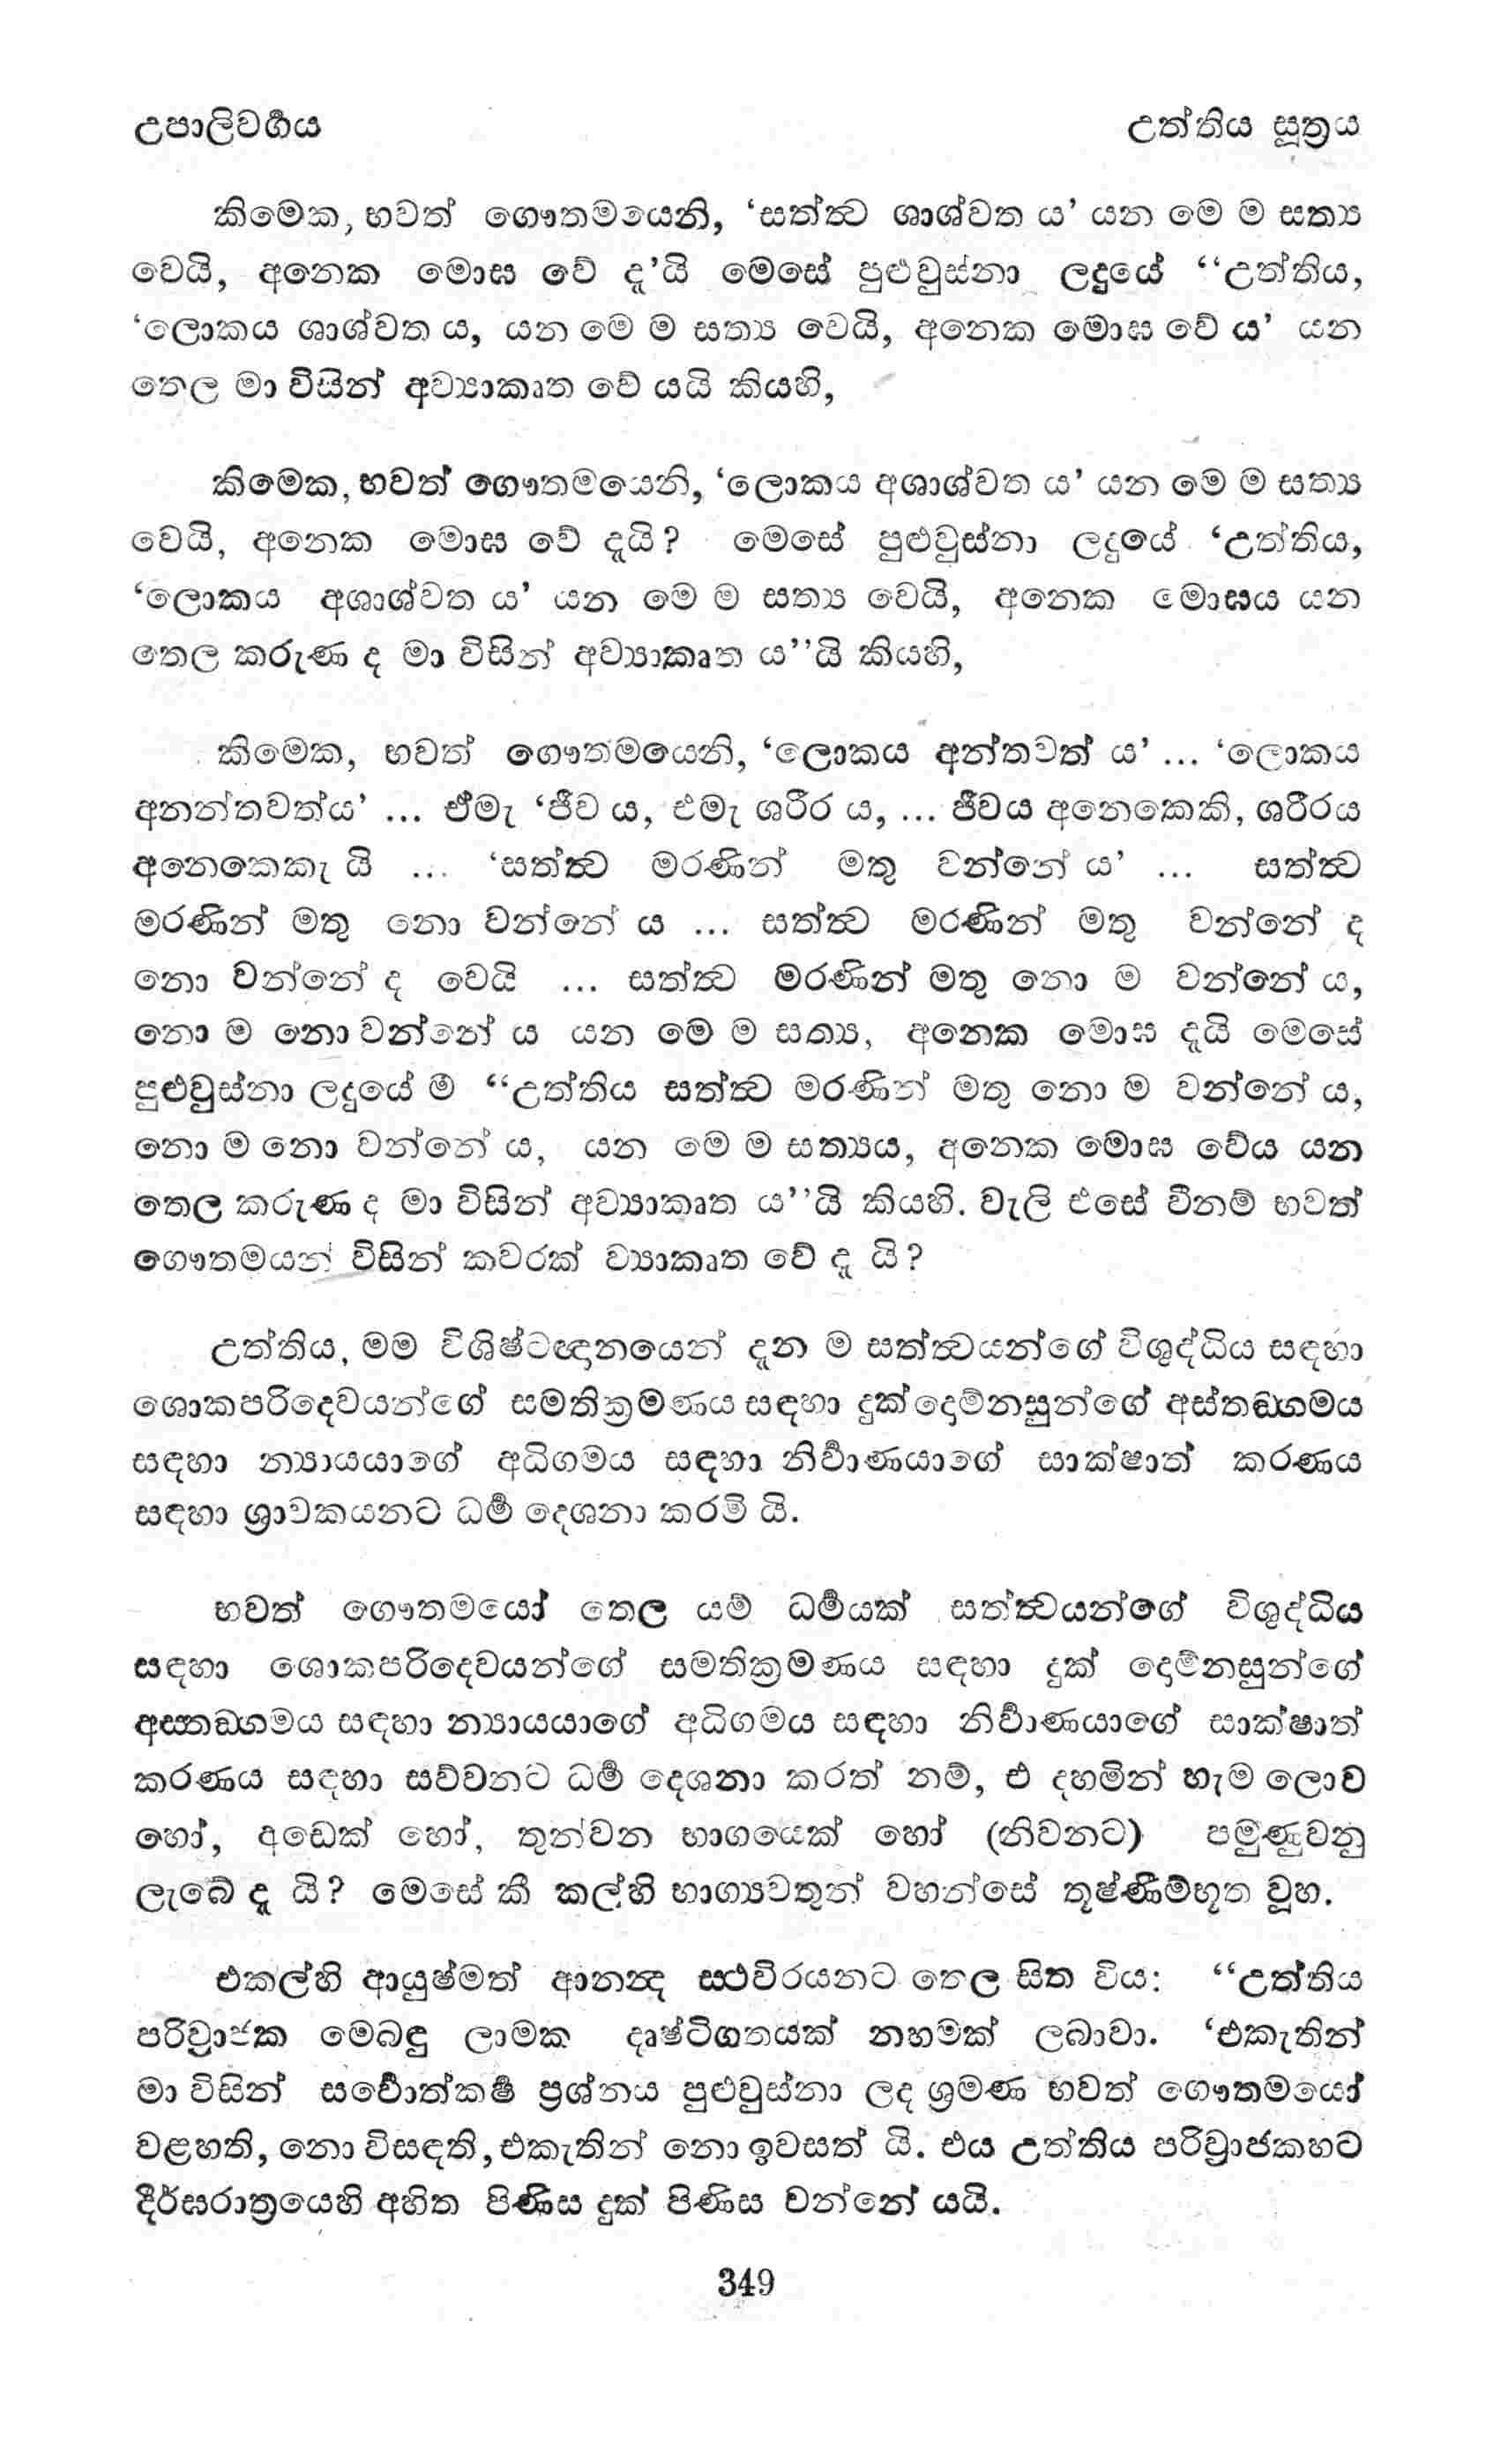 උපාලිවර්‍ගය උත්තිය සූත්‍රය
කිමෙක, භවත් ගෞතමයෙනි, ‘සත්ත්‍ව ශාශ්වත ය’ යන මෙ ම සත්‍ය
වෙයි, අනෙක මොඝ වේ ද’යි මෙසේ පුළුවුස්නා ලදුයේ “උත්තිය,
‘ලොකය ශාශ්වත ය, යන මෙ ම සත්‍ය වෙයි, අනෙක මොඝ වේ ය’ යන
තෙල මා විසින් අව්‍යාකෘත වේ යයි කියහි,
කිමෙක, භවත් ගෞතමයෙනි, ‘ලොකය අශාශ්වත ය’ යන මෙ ම සත්‍ය
වෙයි, අනෙක මොඝ වේ දැයි? මෙසේ පුළුවුස්නා ලදුයේ ‘උත්තිය,
‘ලොකය අශාශ්වත ය’ යන මෙ ම සත්‍ය වෙයි, අනෙක මොඝය යන
තෙල කරුණ ද මා විසින් අව්‍යාකෘත ය”යි කියහි,
කිමෙක, භවත් ගෞතමයෙනි, ‘ලොකය අන්තවත් ය’ ... ‘ලොකය
අනන්තවත්ය’ ... ඒමැ ‘ජීව ය, එමැ ශරීර ය, ... ජීවය අනෙකෙකි, ශරීරය
අනෙකෙකැ යි ... ‘සත්ත්‍ව මරණින් මතු වන්නේ ය’ ... සත්ත්‍ව
මරණින් මතු නො වන්නේ ය ... සත්ත්‍ව මරණින් මතු වන්නේ ද
නො වන්නේ ද වෙයි ... සත්ත්‍ව මරණින් මතු නො ම වන්නේ ය,
නො ම නො වන්නේ ය යන මෙ ම සත්‍ය, අනෙක මොඝ දැයි මෙසේ
පුළුවුස්නා ලදුයේ ම “උත්තිය සත්ත්‍ව මරණින් මතු නො ම වන්නේ ය,
නො ම නො වන්නේ ය, යන මෙ ම සත්‍යය, අනෙක මොඝ වේය යන
තෙල කරුණ ද මා විසින් අව්‍යාකෘත ය”යි කියහි. වැලි එසේ වීනම් භවත්
ගෞතමයන් විසින් කවරක් ව්‍යාකෘත වේ දැ යි?
උත්තිය, මම විශිෂ්ටඥානයෙන් දැන ම සත්ත්‍වයන්ගේ විශුද්ධිය සඳහා
ශොකපරිදෙවයන්ගේ සමතික්‍රමණය සඳහා දුක්දොම්නසුන්ගේ අස්තඞ්ගමය
සඳහා න්‍යායයාගේ අධිගමය සඳහා නිර්‍වාණයාගේ සාක්ෂාත් කරණය
සඳහා ශ්‍රාවකයනට ධර්‍ම දෙශනා කරමි යි.
භවත් ගෞතමයෝ තෙල යම් ධර්‍මයක් සත්ත්‍වයන්ගේ විශුද්ධිය
සඳහා ශොකපරිදෙවයන්ගේ සමතික්‍රමණය සඳහා දුක් දොම්නසුන්ගේ
අස්තඞ්ගමය සඳහා න්‍යායයාගේ අධිගමය සඳහා නිර්‍වාණයාගේ සාක්ෂාත්
කරණය සඳහා සව්වනට ධර්‍ම දෙශනා කරත් නම්, එ දහමින් හැම ලොව
හෝ, අඩෙක් හෝ, තුන්වන භාගයෙක් හෝ (නිවනට) පමුණුවනු
ලැබේ දැ යි? මෙසේ කී කල්හි භාග්‍යවතුන් වහන්සේ තූෂ්ණීම්භූත වූහ.
එකල්හි ආයුෂ්මත් ආනන්‍ද ස්ථවිරයනට තෙල සිත විය: “උත්තිය
පරිව්‍රාජක මෙබඳු ලාමක දෘෂ්ටිගතයක් නහමක් ලබාවා. ‘එකැතින්
මා විසින් සර්‍වොත්කර්‍ෂ ප්‍රශ්නය පුළුවුස්නා ලද ශ්‍රමණ භවත් ගෞතමයෝ
වළහති, නො විසඳති, එකැතින් නො ඉවසත් යි. එය උත්තිය පරිව්‍රාජකහට
දීර්ඝරාත්‍රයෙහි අහිත පිණිස දුක් පිණිස වන්නේ යයි.
349